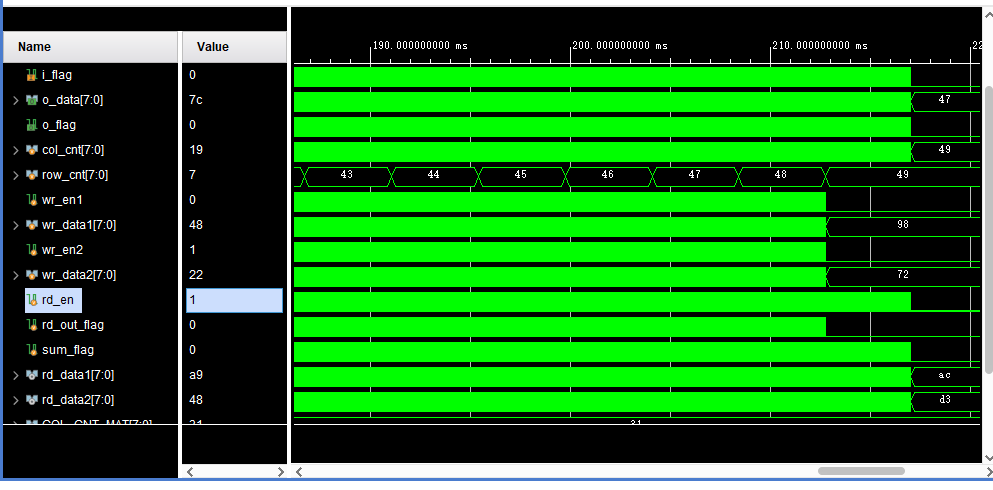 Name Value
190.000000000 ms 200.000000000 ms 210.000000000 ms 22
i_flag 0
o_data[7:0] 7c 47
o_flag 0
col_cnt[7:0] 19 49
row_cnt[7:0] 7 43 44 45 46 47 48 49
wr_en1 0
wr_data1[7:0] 48 98
wr_en2 1
wr_data2[7:0] 22 72
rd_en 1
rd_out_flag 0
sum_flag 0
rd_data1[7:0] a9 ac
rd_data2[7:0] 48 d3